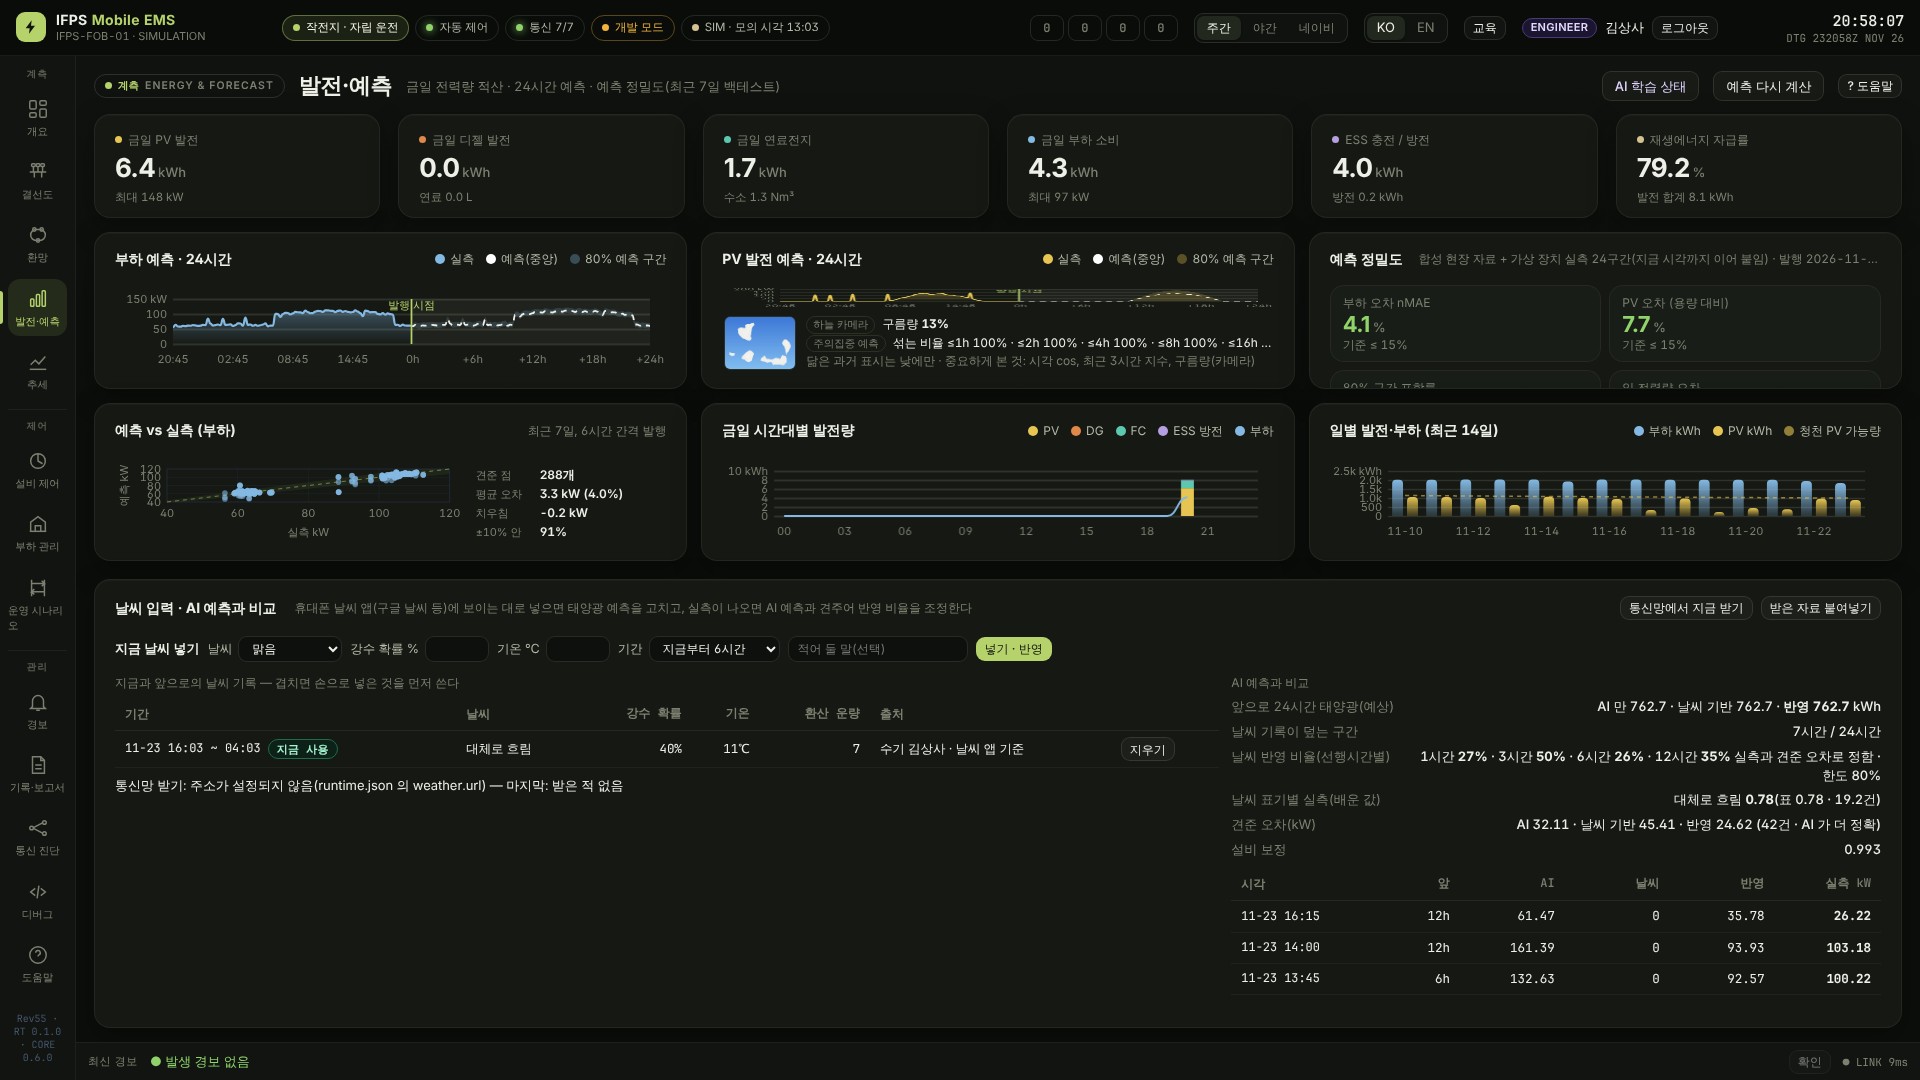 IFPS Mobile EMS
IFPS-FOB-01 · SIMULATION
작전지 · 자립 운전
자동 제어
통신 7/7
개발 모드
SIM · 모의 시각 13:03
0 0 0 0
주간 야간 네이비
KO EN
교육
ENGINEER 김상사 로그아웃
20:58:07
DTG 232058Z NOV 26
계측
개요
결선도
환망
발전·예측
추세
제어
설비 제어
부하 관리
운영 시나리오
관리
경보
기록·보고서
통신 진단
디버그
도움말
RevSS ·
RT 0.1.0
· CORE
0.6.0
계측 ENERGY & FORECAST
발전·예측
금일 전력량 적산 · 24시간 예측 · 예측 정밀도(최근 7일 백테스트)
AI 학습 상태
예측 다시 계산
? 도움말
금일 PV 발전
6.4 kWh
최대 148 kW
금일 디젤 발전
0.0 kWh
연료 0.0 L
금일 연료전지
1.7 kWh
수소 1.3 Nm³
금일 부하 소비
4.3 kWh
최대 97 kW
ESS 충전 / 방전
4.0 kWh
방전 0.2 kWh
재생에너지 자급률
79.2 %
발전 합계 8.1 kWh
부하 예측 · 24시간
실측 예측(중앙) 80% 예측 구간
발행 시점
150 kW
100
50
0
20:45 02:45 08:45 14:45 0h +6h +12h +18h +24h
PV 발전 예측 · 24시간
실측 예측(중앙) 80% 예측 구간
하늘 카메라 구름량 13%
주의집중 예측 섞는 비율 ≤1h 100% · ≤2h 100% · ≤4h 100% · ≤8h 100% · ≤16h ...
닮은 과거 표시는 낮에만 · 중요하게 본 것: 시각 cos, 최근 3시간 지수, 구름량(카메라)
예측 정밀도
합성 현장 자료 + 가상 장치 실측 24구간(지금 시각까지 이어 붙임) · 발행 2026-11-...
부하 오차 nMAE
4.1 %
기준 ≤ 15%
PV 오차 (용량 대비)
7.7 %
기준 ≤ 15%
예측 vs 실측 (부하)
최근 7일, 6시간 간격 발행
예측 kW
120
100
80
60
40
40 60 80 100 120
실측 kW
견준 점 288개
평균 오차 3.3 kW (4.0%)
치우침 -0.2 kW
±10% 안 91%
금일 시간대별 발전량
PV DG FC ESS 방전 부하
10 kWh
8
6
4
2
0
00 03 06 09 12 15 18 21
일별 발전·부하 (최근 14일)
부하 kWh PV kWh 청천 PV 가능량
2.5k kWh
2.0k
1.5k
1.0k
500
0
11-10 11-12 11-14 11-16 11-18 11-20 11-22
날씨 입력 · AI 예측과 비교
휴대폰 날씨 앱(구글 날씨 등)에 보이는 대로 넣으면 태양광 예측을 고치고, 실측이 나오면 AI 예측과 견주어 반영 비율을 조정한다
통신망에서 지금 받기
받은 자료 붙여넣기
지금 날씨 넣기 날씨 맑음 강수 확률 % 기온 °C 기간 지금부터 6시간 적어 둘 말(선택) 넣기 · 반영
지금과 앞으로의 날씨 기록 — 겹치면 손으로 넣은 것을 먼저 쓴다
기간 날씨 강수 확률 기온 환산 운량 출처
11-23 16:03 ~ 04:03 지금 사용 대체로 흐림 40% 11℃ 7 수기 김상사 · 날씨 앱 기준 지우기
통신망 받기: 주소가 설정되지 않음(runtime.json 의 weather.url) — 마지막: 받은 적 없음
AI 예측과 비교
앞으로 24시간 태양광(예상) AI 만 762.7 · 날씨 기반 762.7 · 반영 762.7 kWh
날씨 기록이 덮는 구간 7시간 / 24시간
날씨 반영 비율(선행시간별) 1시간 27% · 3시간 50% · 6시간 26% · 12시간 35% 실측과 견준 오차로 정함 ·
한도 80%
날씨 표기별 실측(배운 값) 대체로 흐림 0.78(표 0.78 · 19.2건)
견준 오차(kW) AI 32.11 · 날씨 기반 45.41 · 반영 24.62 (42건 · AI 가 더 정확)
설비 보정 0.993
시각 앞 AI 날씨 반영 실측 kW
11-23 16:15 12h 61.47 0 35.78 26.22
11-23 14:00 12h 161.39 0 93.93 103.18
11-23 13:45 6h 132.63 0 92.57 100.22
최신 경보 발생 경보 없음
확인
LINK 9ms